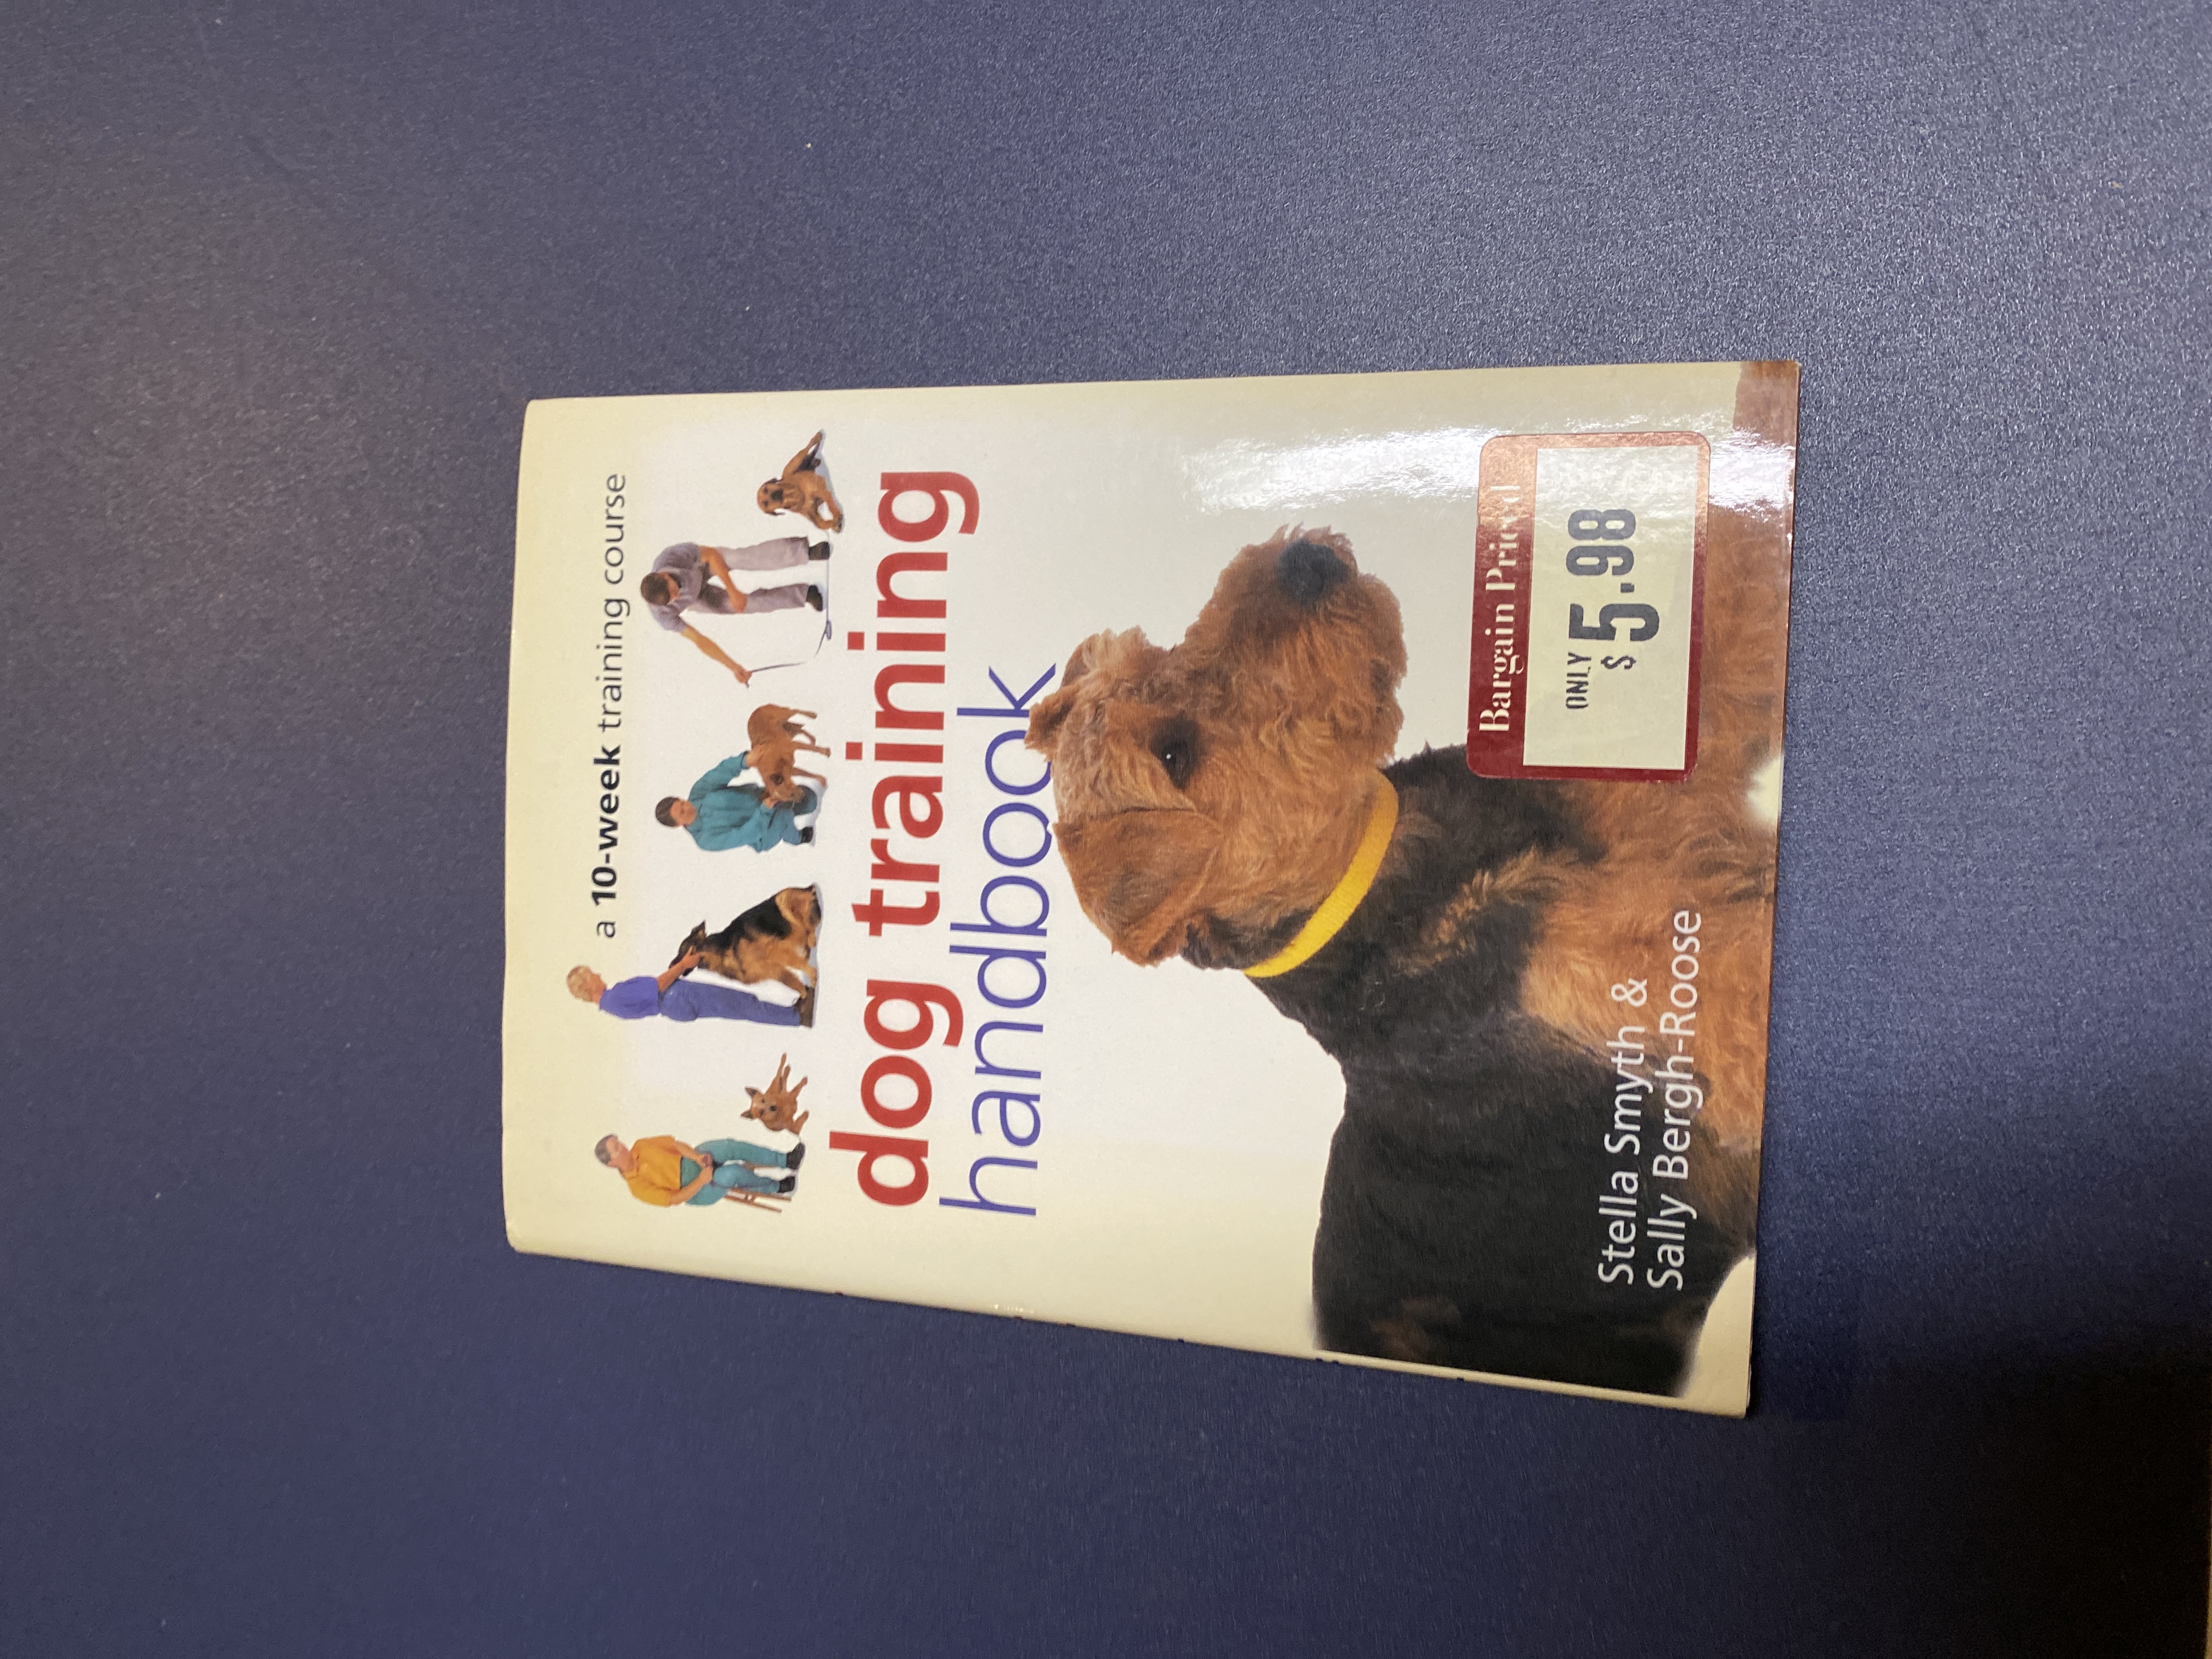 a 10-week training course
dog training
handbook
Bargain Priced
ONLY
$5.98
Stella Smyth &
Sally Bergh-Roose